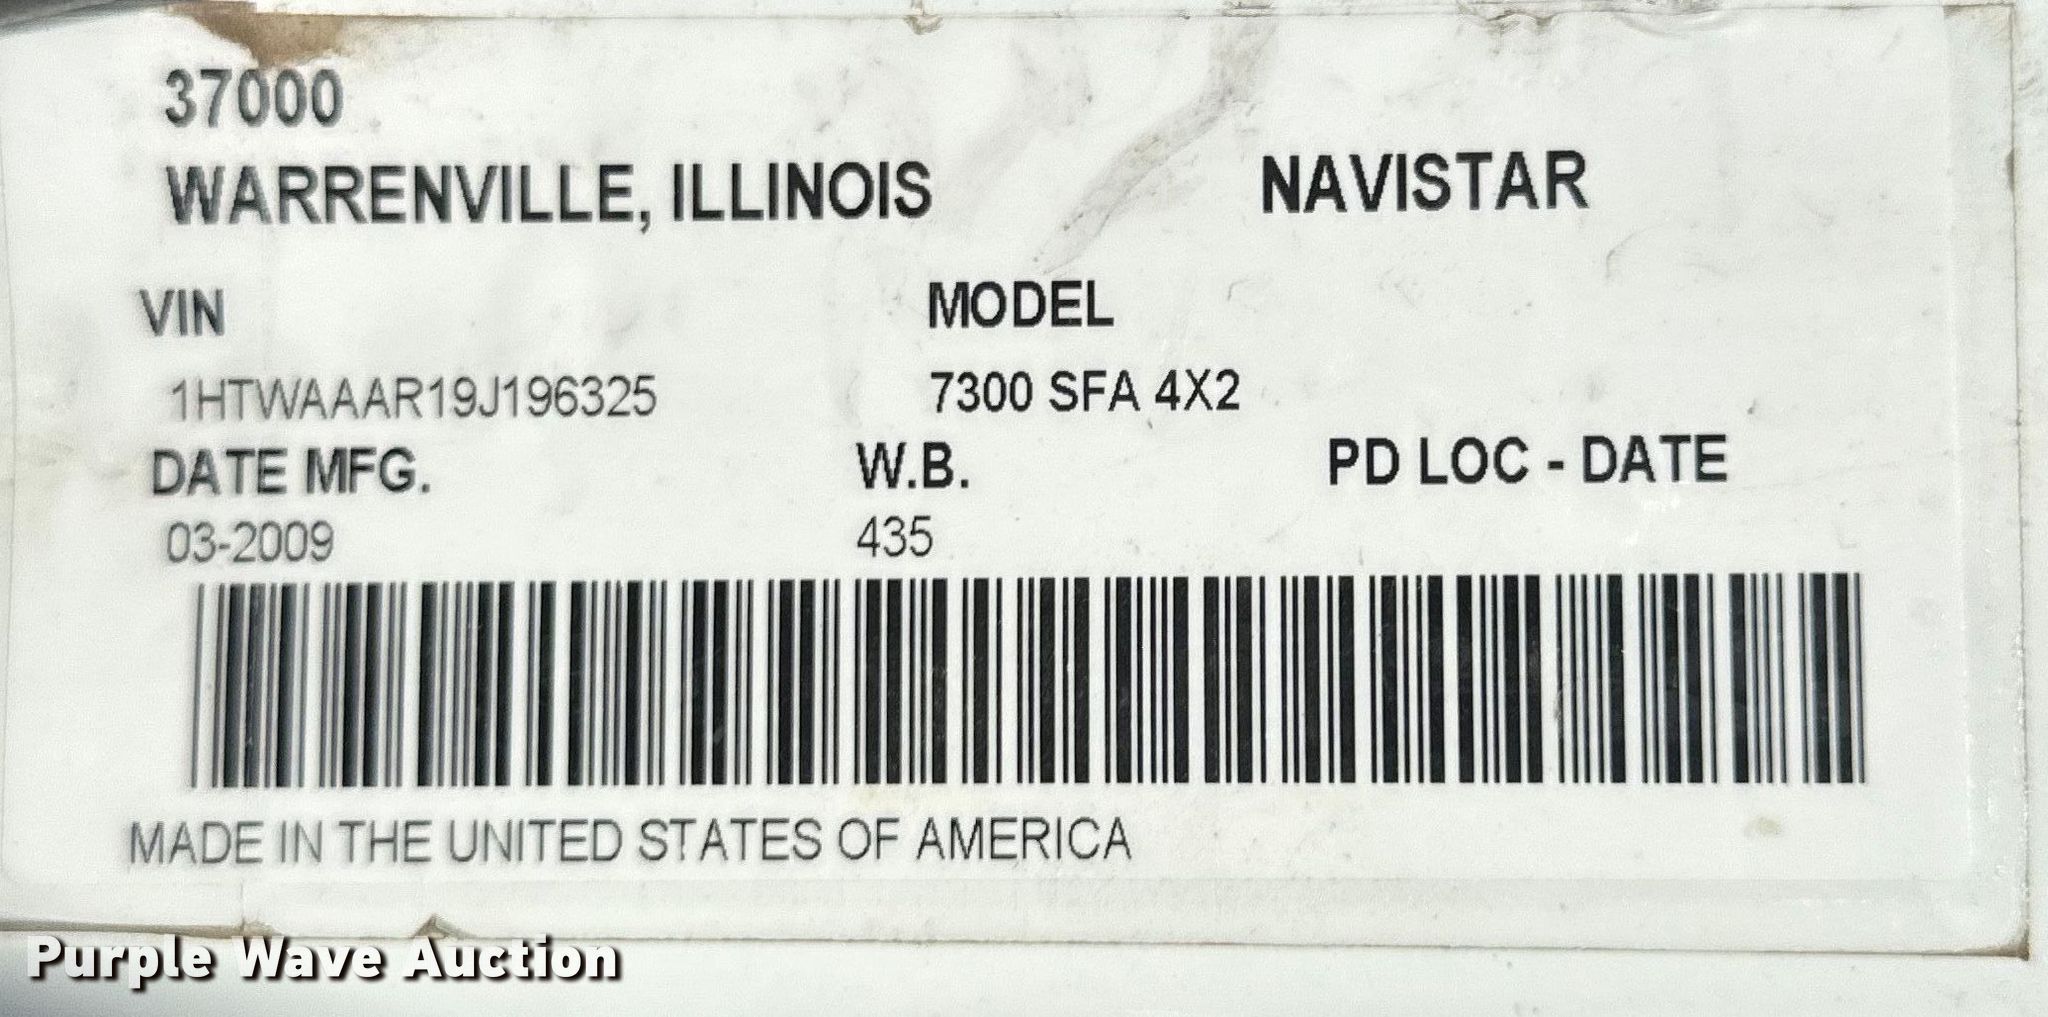 37000
WARRENVILLE, ILLINOIS NAVISTAR
VIN MODEL
1HTWAAAR19J196325 7300 SFA 4X2
DATE MFG. W.B. PD LOC - DATE
03-2009 435
MADE IN THE UNITED STATES OF AMERICA
Purple Wave Auction